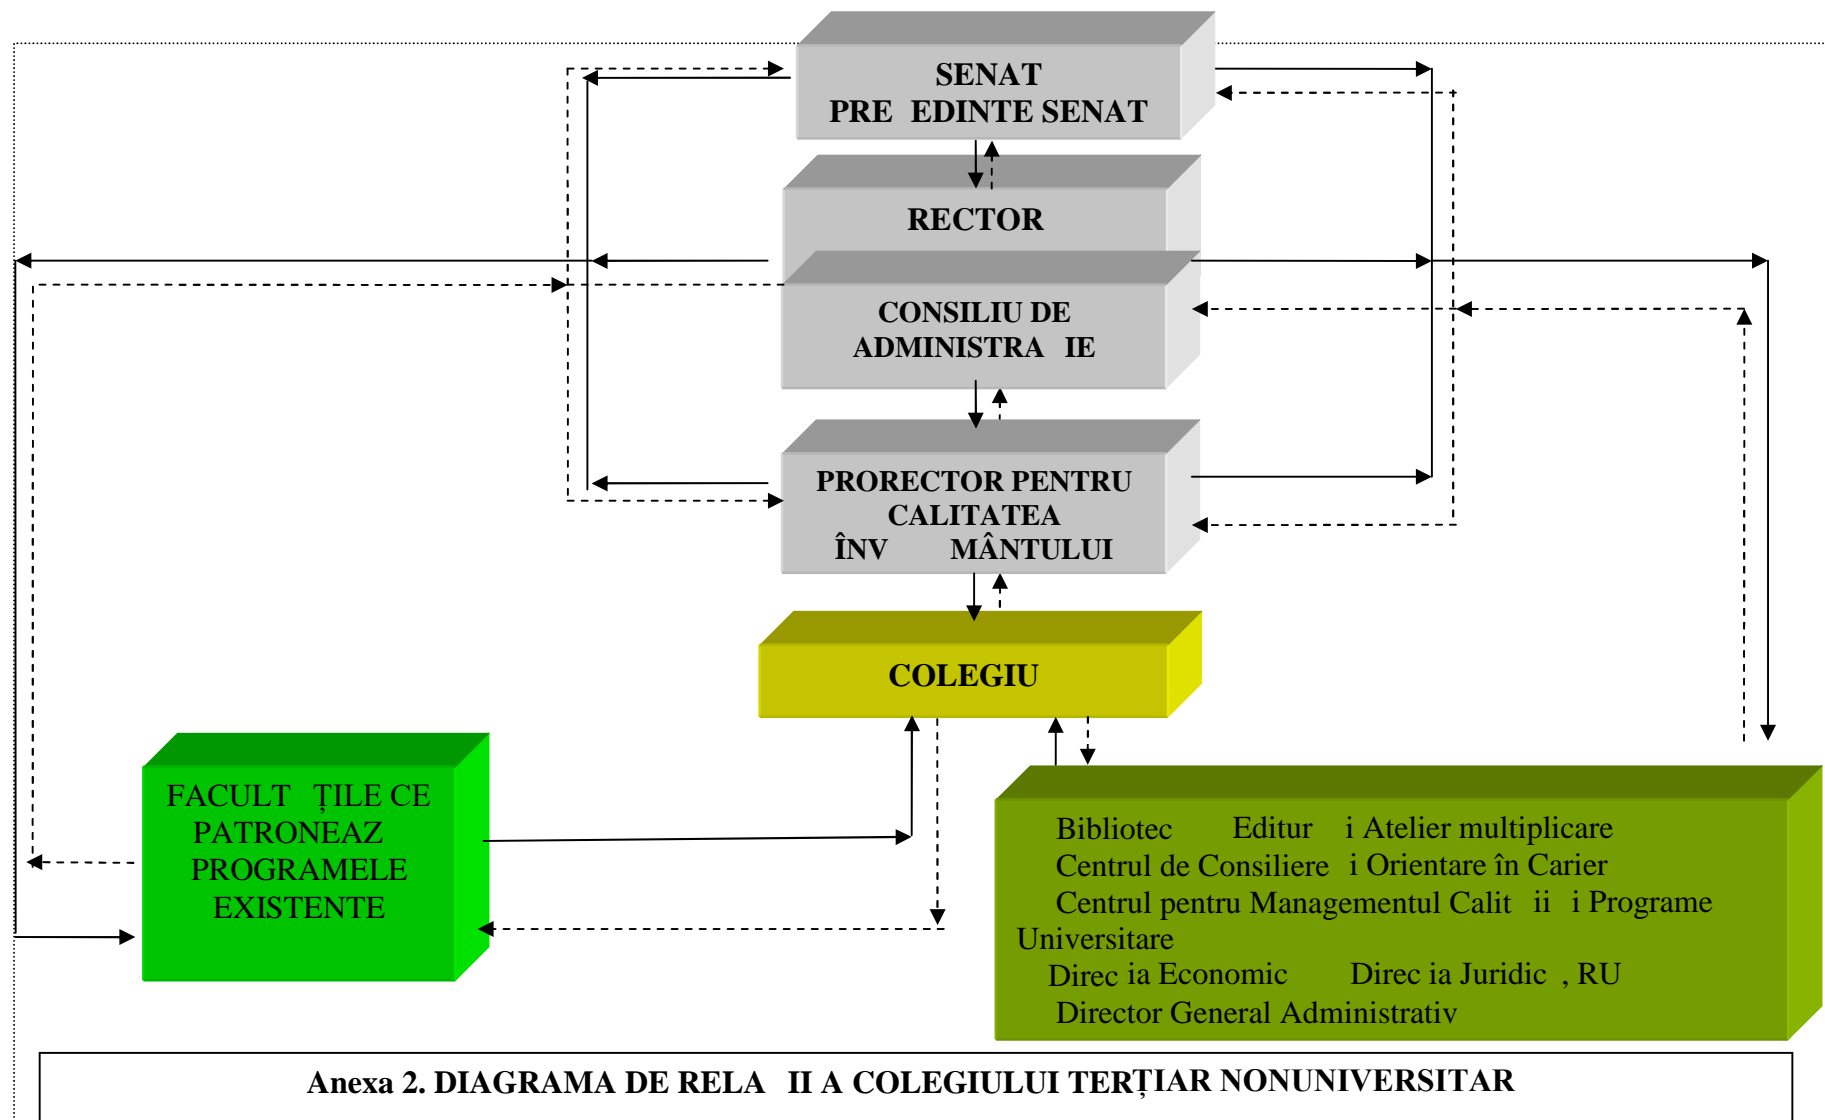 SENAT
PRE EDINTE SENAT
RECTOR
CONSILIU DE
ADMINISTRA IE
PRORECTOR PENTRU
CALITATEA
ÎNV MÂNTULUI
COLEGIU
FACULT ȚILE CE
PATRONEAZ
PROGRAMELE
EXISTENTE
Bibliotec Editur i Atelier multiplicare
Centrul de Consiliere i Orientare în Carier
Centrul pentru Managementul Calit ii i Programe
Universitare
Direc ia Economic Direc ia Juridic , RU
Director General Administrativ
Anexa 2. DIAGRAMA DE RELA II A COLEGIULUI TERȚIAR NONUNIVERSITAR